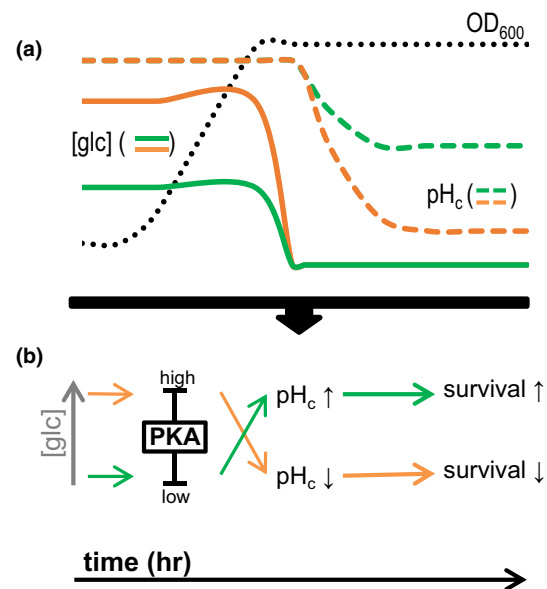 OD600
(a)
[glc] ( )
pHc ( )
(b)
[glc]
high
PKA
low
pHc ↑
survival ↑
pHc ↓
survival ↓
time (hr)